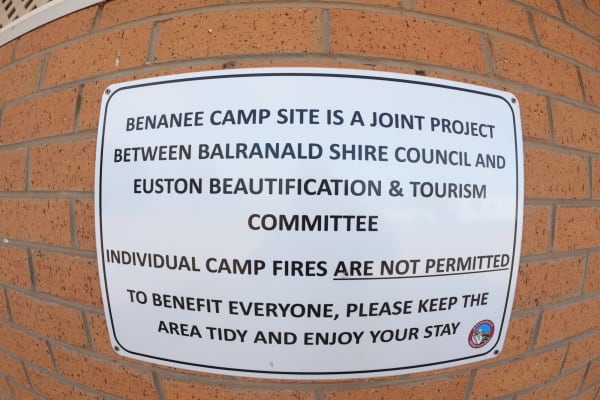 BENANEE CAMP SITE IS A JOINT PROJECT
BETWEEN BALRANALD SHIRE COUNCIL AND
EUSTON BEAUTIFICATION & TOURISM
COMMITTEE
INDIVIDUAL CAMP FIRES ARE NOT PERMITTED
TO BENEFIT EVERYONE, PLEASE KEEP THE
AREA TIDY AND ENJOY YOUR STAY